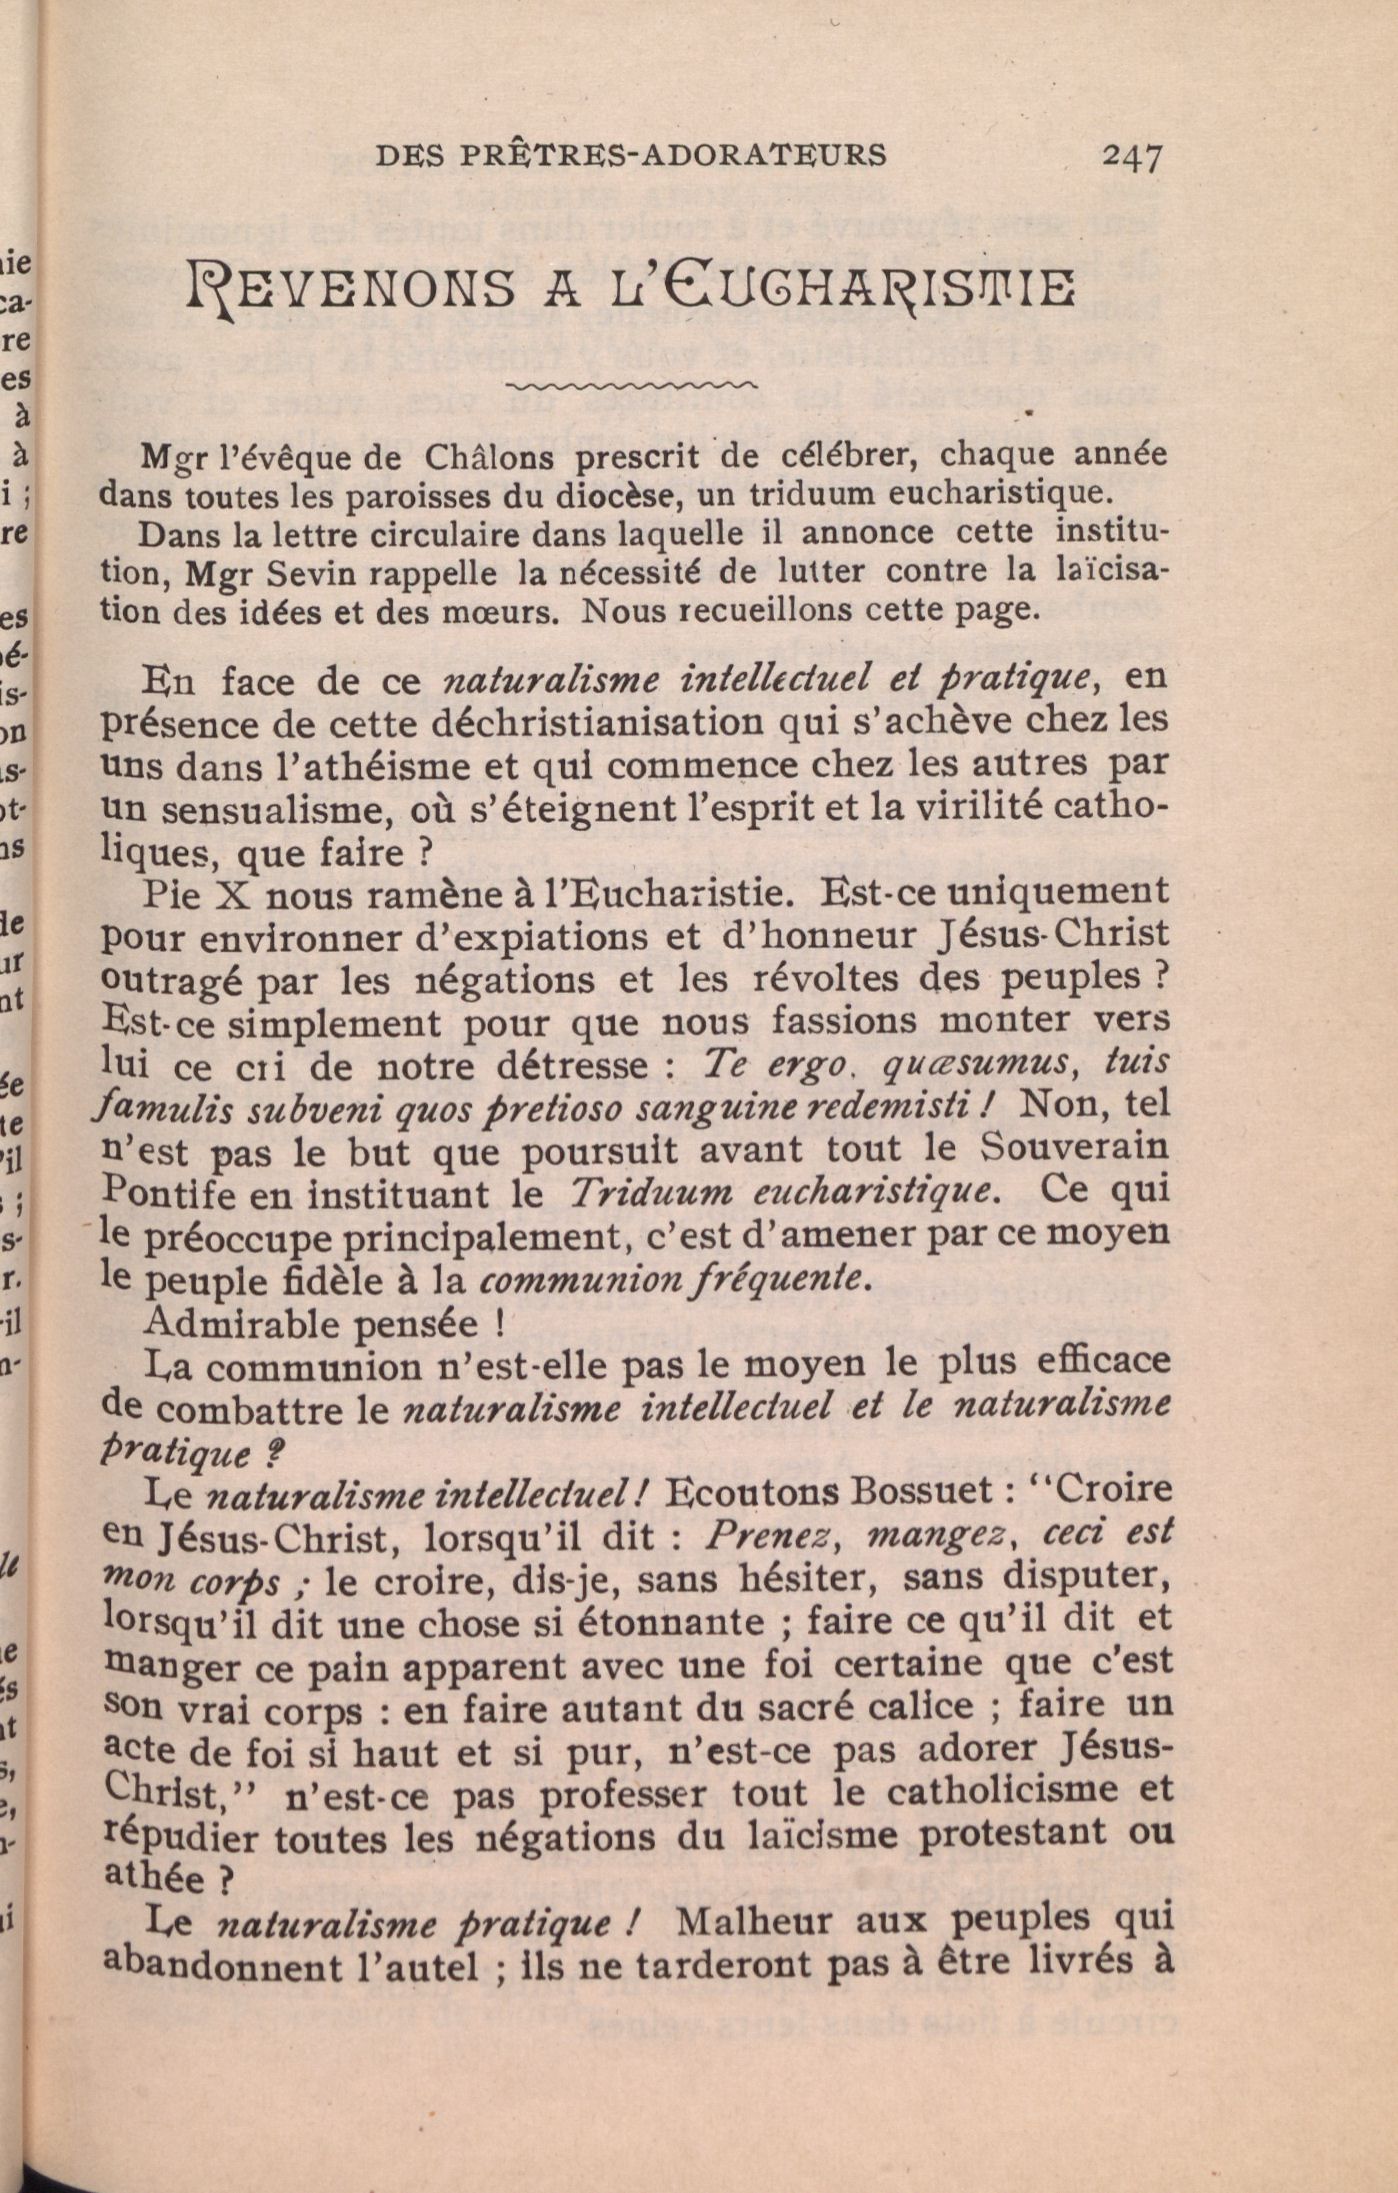 DES PRÊTRES-ADORATEURS 247
REVENONS A L'EUCHARISTIE
Mgr l'évêque de Châlons prescrit de célébrer, chaque année
dans toutes les paroisses du diocèse, un triduum eucharistique.
Dans la lettre circulaire dans laquelle il annonce cette institu-
tion, Mgr Sevin rappelle la nécessité de lutter contre la laïcisa-
tion des idées et des mœurs. Nous recueillons cette page.
En face de ce naturalisme intellectuel et pratique, en
présence de cette déchristianisation qui s'achève chez les
uns dans l'athéisme et qui commence chez les autres par
un sensualisme, où s'éteignent l'esprit et la virilité catho-
liques, que faire ?
Pie X nous ramène à l'Eucharistie. Est-ce uniquement
pour environner d'expiations et d'honneur Jésus-Christ
outragé par les négations et les révoltes des peuples ?
Est-ce simplement pour que nous fassions monter vers
lui ce cri de notre détresse : Te ergo. quæsumus, tuis
famulis subveni quos pretioso sanguine redemisti ! Non, tel
n'est pas le but que poursuit avant tout le Souverain
Pontife en instituant le Triduum eucharistique. Ce qui
le préoccupe principalement, c'est d'amener par ce moyen
le peuple fidèle à la communion fréquente.
Admirable pensée !
La communion n'est-elle pas le moyen le plus efficace
de combattre le naturalisme intellectuel et le naturalisme
pratique ?
Le naturalisme intellectuel ! Ecoutons Bossuet : "Croire
en Jésus-Christ, lorsqu'il dit : Prenez, mangez, ceci est
mon corps ; le croire, dis-je, sans hésiter, sans disputer,
lorsqu'il dit une chose si étonnante ; faire ce qu'il dit et
manger ce pain apparent avec une foi certaine que c'est
son vrai corps : en faire autant du sacré calice ; faire un
acte de foi si haut et si pur, n'est-ce pas adorer Jésus-
Christ," n'est-ce pas professer tout le catholicisme et
répudier toutes les négations du laïcisme protestant ou
athée ?
Le naturalisme pratique ! Malheur aux peuples qui
abandonnent l'autel ; ils ne tarderont pas à être livrés à